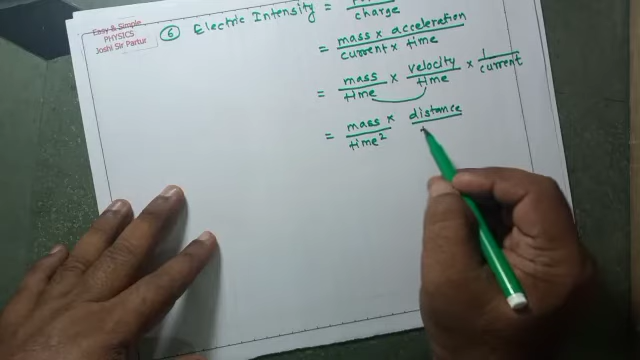 Easy & Simple
PHYSICS
Joshi Sir Partur
6 Electric Intensity =
charge
= mass × acceleration
current × time
= mass × velocity × 1
time time current
= mass × distance
time²